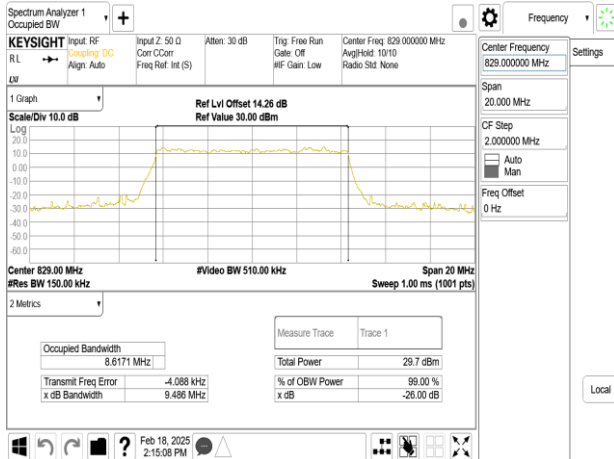 Spectrum Analyzer 1
Occupied BW
+
Frequency
KEYSIGHT
Input: RF
Input Z: 50 Ω
Atten: 30 dB
Trig: Free Run
Center Freq: 829.000000 MHz
RL
Coupling: DC
Corr CCorr
Gate: Off
Avg|Hold: 10/10
Align: Auto
Freq Ref: Int (S)
#IF Gain: Low
Radio Std: None
LXI
Center Frequency
829.000000 MHz
Settings
Span
20.000 MHz
CF Step
2.000000 MHz
Auto
Man
Freq Offset
0 Hz
Local
1 Graph
Scale/Div 10.0 dB
Ref Lvl Offset 14.26 dB
Ref Value 30.00 dBm
Log
20.0
10.0
0.00
-10.0
-20.0
-30.0
-40.0
-50.0
-60.0
Center 829.00 MHz
#Video BW 510.00 kHz
Span 20 MHz
#Res BW 150.00 kHz
Sweep 1.00 ms (1001 pts)
2 Metrics
Measure Trace
Trace 1
Occupied Bandwidth
8.6171 MHz
Total Power
29.7 dBm
Transmit Freq Error
-4.088 kHz
% of OBW Power
99.00 %
x dB Bandwidth
9.486 MHz
x dB
-26.00 dB
?
Feb 18, 2025
2:15:08 PM